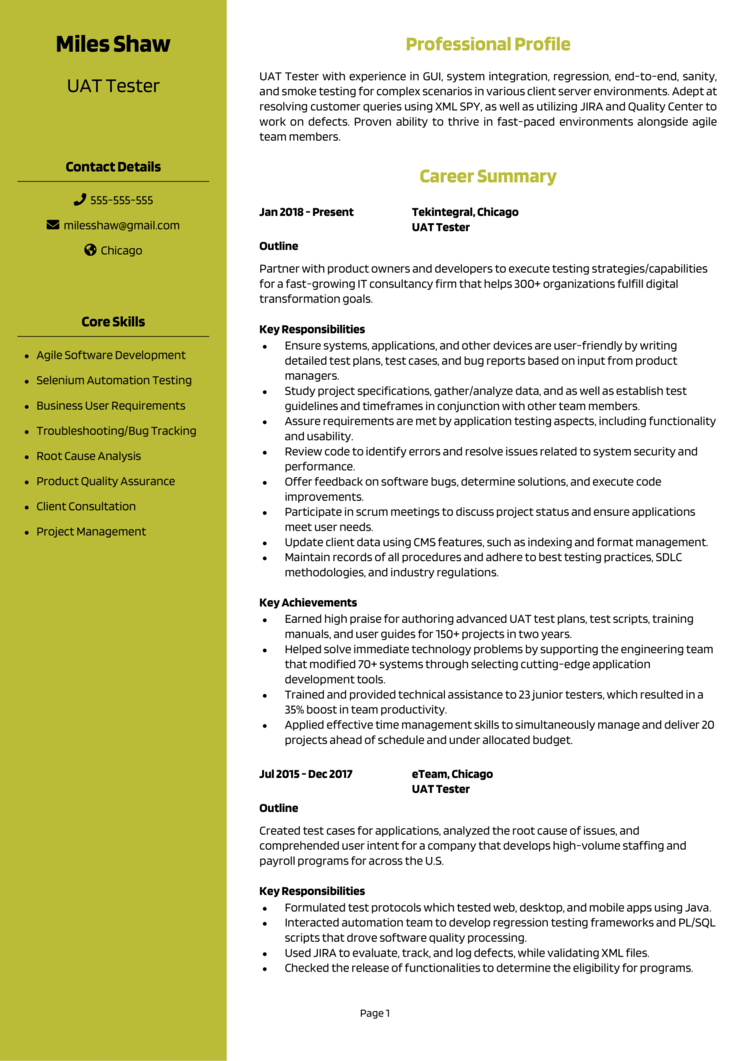 Miles Shaw
UAT Tester
Contact Details
555-555-555
milesshaw@gmail.com
Chicago
Core Skills
• Agile Software Development
• Selenium Automation Testing
• Business User Requirements
• Troubleshooting/Bug Tracking
• Root Cause Analysis
• Product Quality Assurance
• Client Consultation
• Project Management
Professional Profile
UAT Tester with experience in GUI, system integration, regression, end-to-end, sanity,
and smoke testing for complex scenarios in various client server environments. Adept at
resolving customer queries using XML SPY, as well as utilizing JIRA and Quality Center to
work on defects. Proven ability to thrive in fast-paced environments alongside agile
team members.
Career Summary
Jan 2018 - Present Tekintegral, Chicago
UAT Tester
Outline
Partner with product owners and developers to execute testing strategies/capabilities
for a fast-growing IT consultancy firm that helps 300+ organizations fulfill digital
transformation goals.
Key Responsibilities
• Ensure systems, applications, and other devices are user-friendly by writing
detailed test plans, test cases, and bug reports based on input from product
managers.
• Study project specifications, gather/analyze data, and as well as establish test
guidelines and timeframes in conjunction with other team members.
• Assure requirements are met by application testing aspects, including functionality
and usability.
• Review code to identify errors and resolve issues related to system security and
performance.
• Offer feedback on software bugs, determine solutions, and execute code
improvements.
• Participate in scrum meetings to discuss project status and ensure applications
meet user needs.
• Update client data using CMS features, such as indexing and format management.
• Maintain records of all procedures and adhere to best testing practices, SDLC
methodologies, and industry regulations.
Key Achievements
• Earned high praise for authoring advanced UAT test plans, test scripts, training
manuals, and user guides for 150+ projects in two years.
• Helped solve immediate technology problems by supporting the engineering team
that modified 70+ systems through selecting cutting-edge application
development tools.
• Trained and provided technical assistance to 23 junior testers, which resulted in a
35% boost in team productivity.
• Applied effective time management skills to simultaneously manage and deliver 20
projects ahead of schedule and under allocated budget.
Jul 2015 - Dec 2017 eTeam, Chicago
UAT Tester
Outline
Created test cases for applications, analyzed the root cause of issues, and
comprehended user intent for a company that develops high-volume staffing and
payroll programs for across the U.S.
Key Responsibilities
• Formulated test protocols which tested web, desktop, and mobile apps using Java.
• Interacted automation team to develop regression testing frameworks and PL/SQL
scripts that drove software quality processing.
• Used JIRA to evaluate, track, and log defects, while validating XML files.
• Checked the release of functionalities to determine the eligibility for programs.
Page 1